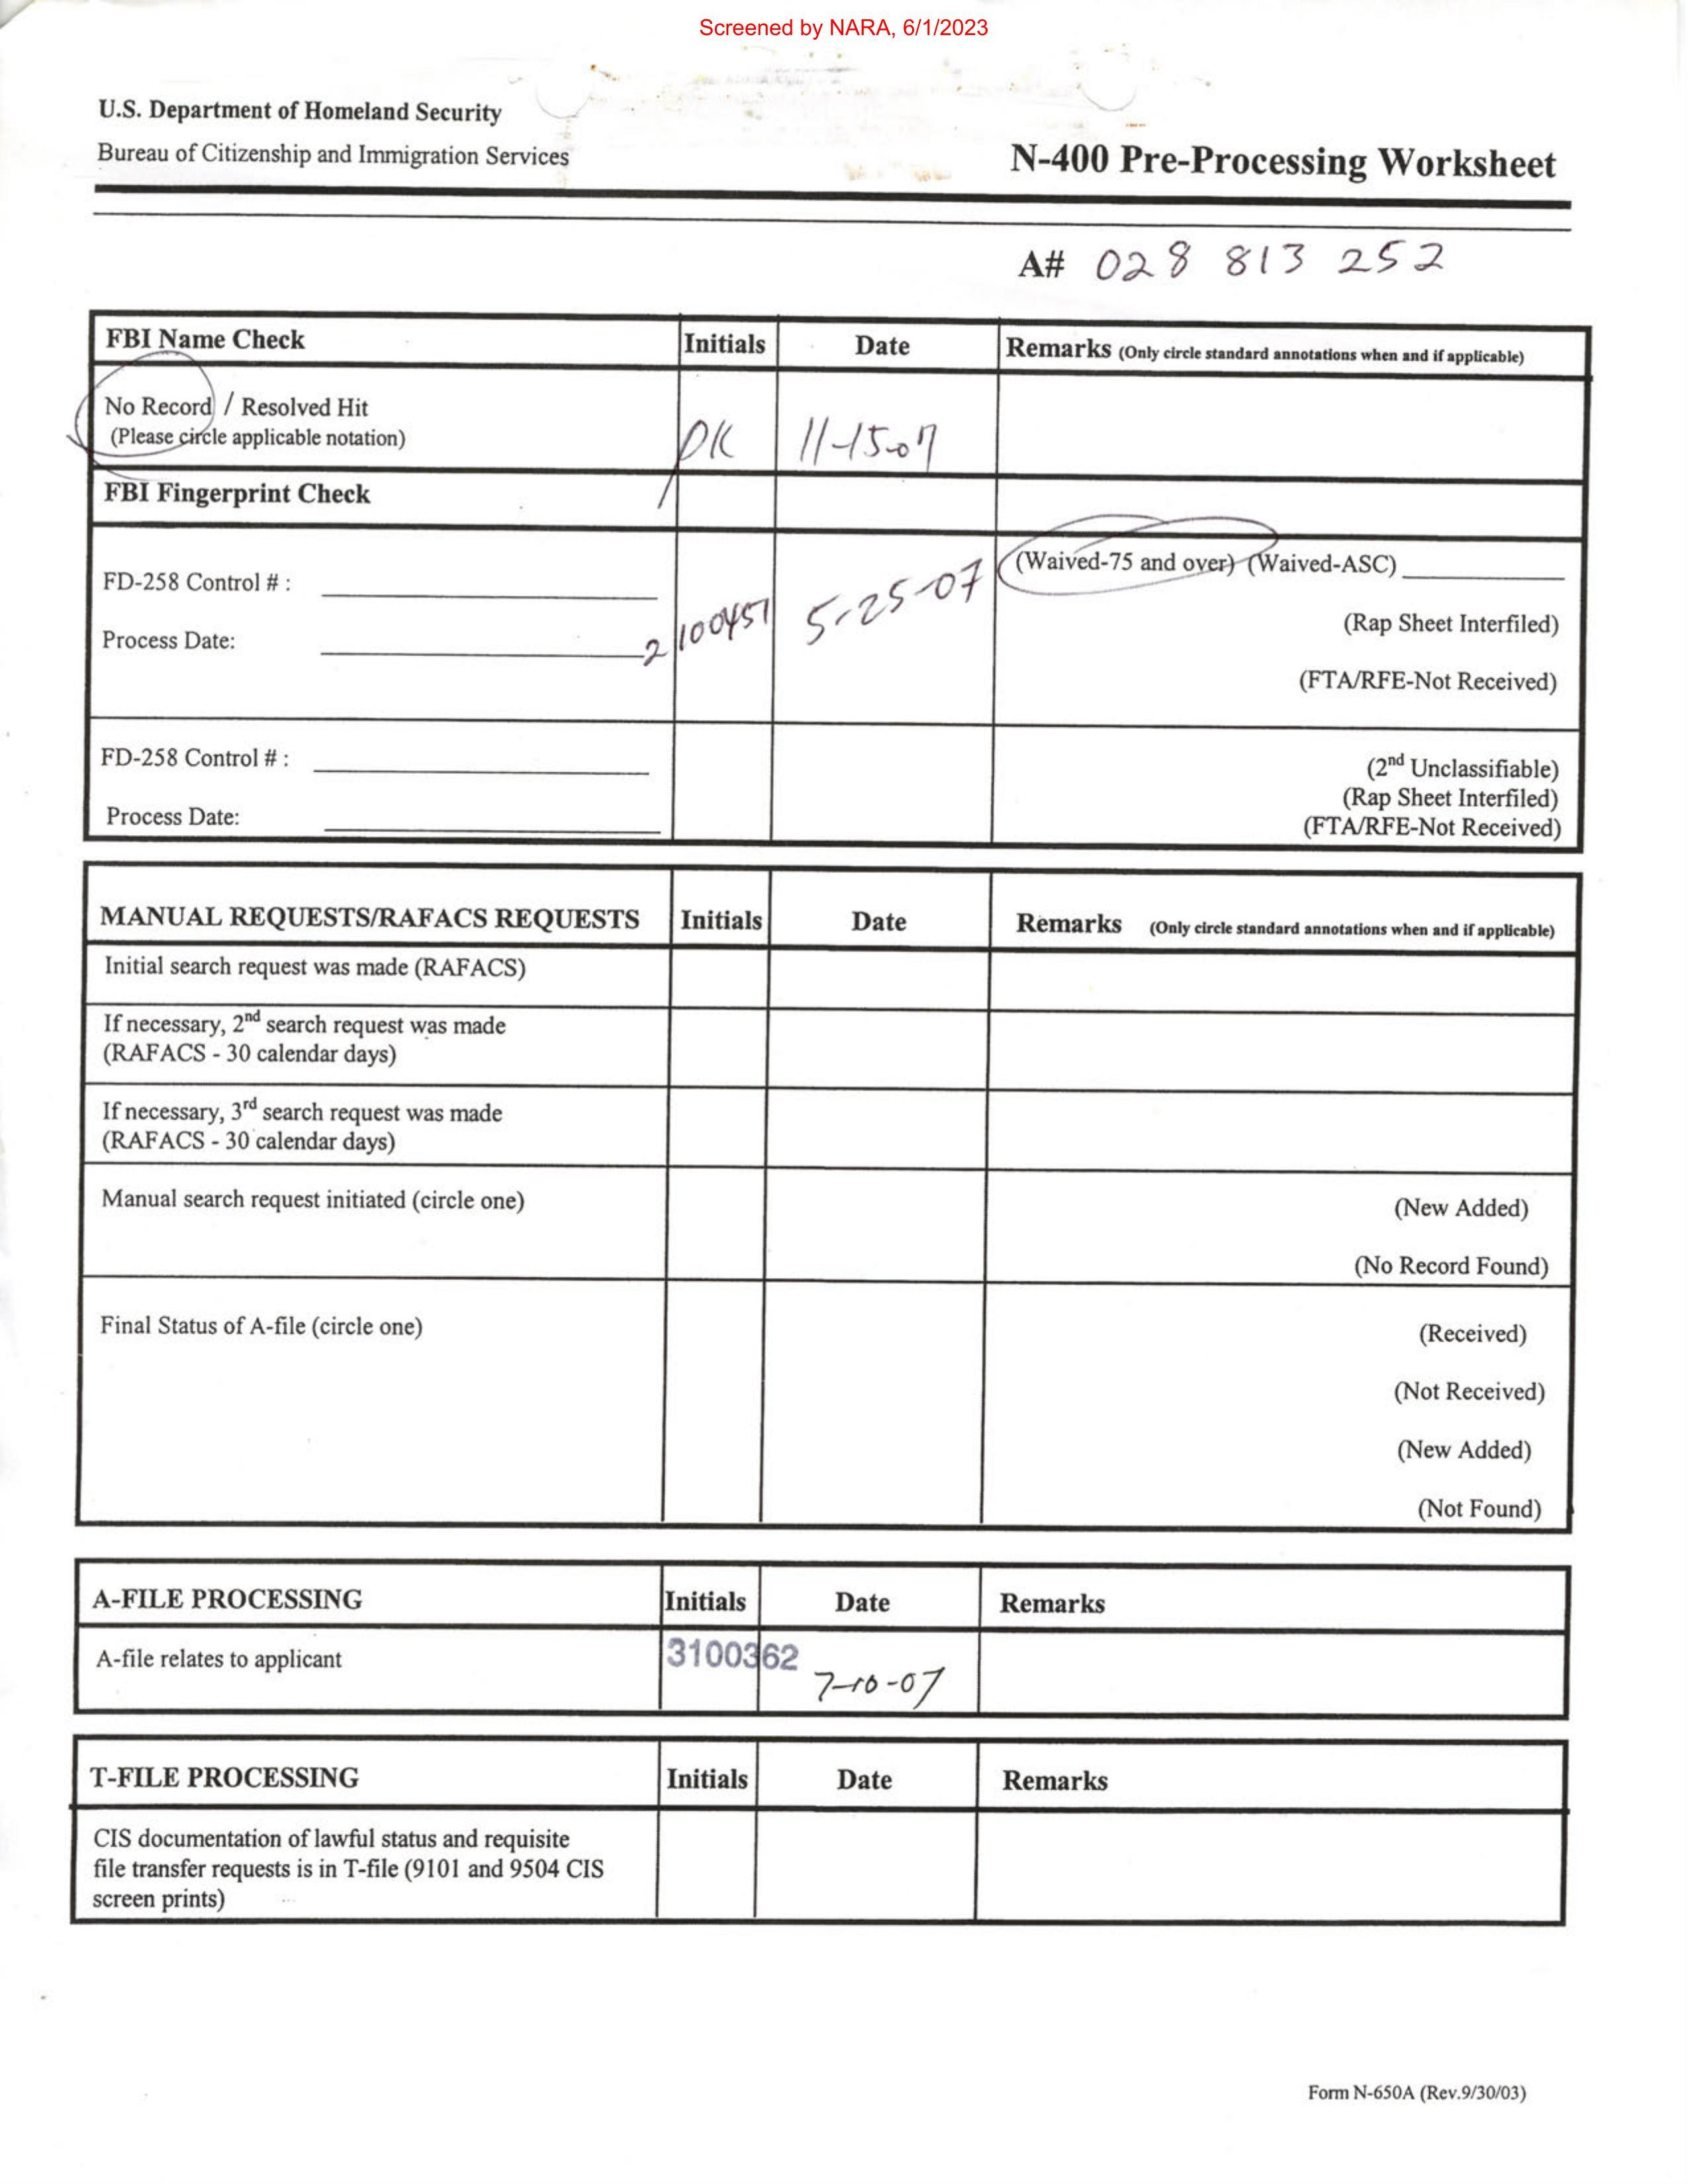 Screened by NARA, 6/1/2023
U.S. Department of Homeland Security
Bureau of Citizenship and Immigration Services
N-400 Pre-Processing Worksheet
A# 028 813 252
FBI Name Check Initials Date Remarks (Only circle standard annotations when and if applicable)
No Record / Resolved Hit
(Please circle applicable notation)
11-15-07
FBI Fingerprint Check
(Waived-75 and over) (Waived-ASC)
FD-258 Control # :
2100451 5-25-07
(Rap Sheet Interfiled)
Process Date:
(FTA/RFE-Not Received)
FD-258 Control # :
(2nd Unclassifiable)
(Rap Sheet Interfiled)
Process Date:
(FTA/RFE-Not Received)
MANUAL REQUESTS/RAFACS REQUESTS Initials Date Remarks (Only circle standard annotations when and if applicable)
Initial search request was made (RAFACS)
If necessary, 2nd search request was made
(RAFACS - 30 calendar days)
If necessary, 3rd search request was made
(RAFACS - 30 calendar days)
Manual search request initiated (circle one) (New Added)
(No Record Found)
Final Status of A-file (circle one) (Received)
(Not Received)
(New Added)
(Not Found)
A-FILE PROCESSING Initials Date Remarks
A-file relates to applicant 3100362 7-10-07
T-FILE PROCESSING Initials Date Remarks
CIS documentation of lawful status and requisite
file transfer requests is in T-file (9101 and 9504 CIS
screen prints)
Form N-650A (Rev.9/30/03)